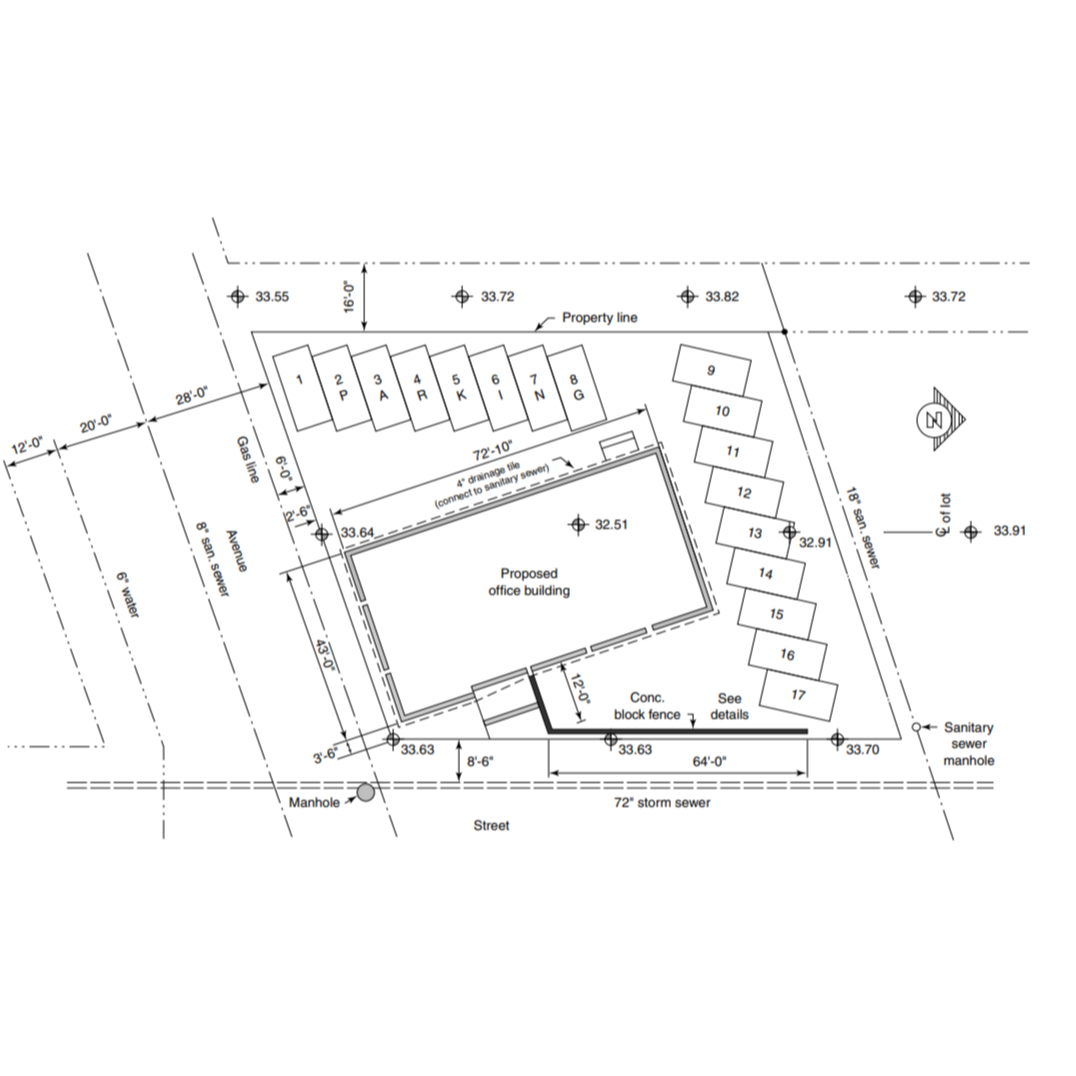 33.55
16'-0"
33.72
33.82
33.72
Property line
1
2
P
3
A
4
R
5
K
6
I
7
N
8
G
9
10
11
12
13
14
15
16
17
28'-0"
20'-0"
12'-0"
Gas line
6'-0"
2'-6"
72'-10"
4" drainage tile
(connect to sanitary sewer)
33.64
32.51
32.91
N
18" san. sewer
℄ of lot
33.91
Avenue
8" san. sewer
6" water
Proposed
office building
43'-0"
12'-0"
Conc.
block fence
See
details
3'-6"
33.63
8'-6"
33.63
64'-0"
33.70
Sanitary
sewer
manhole
Manhole
72" storm sewer
Street